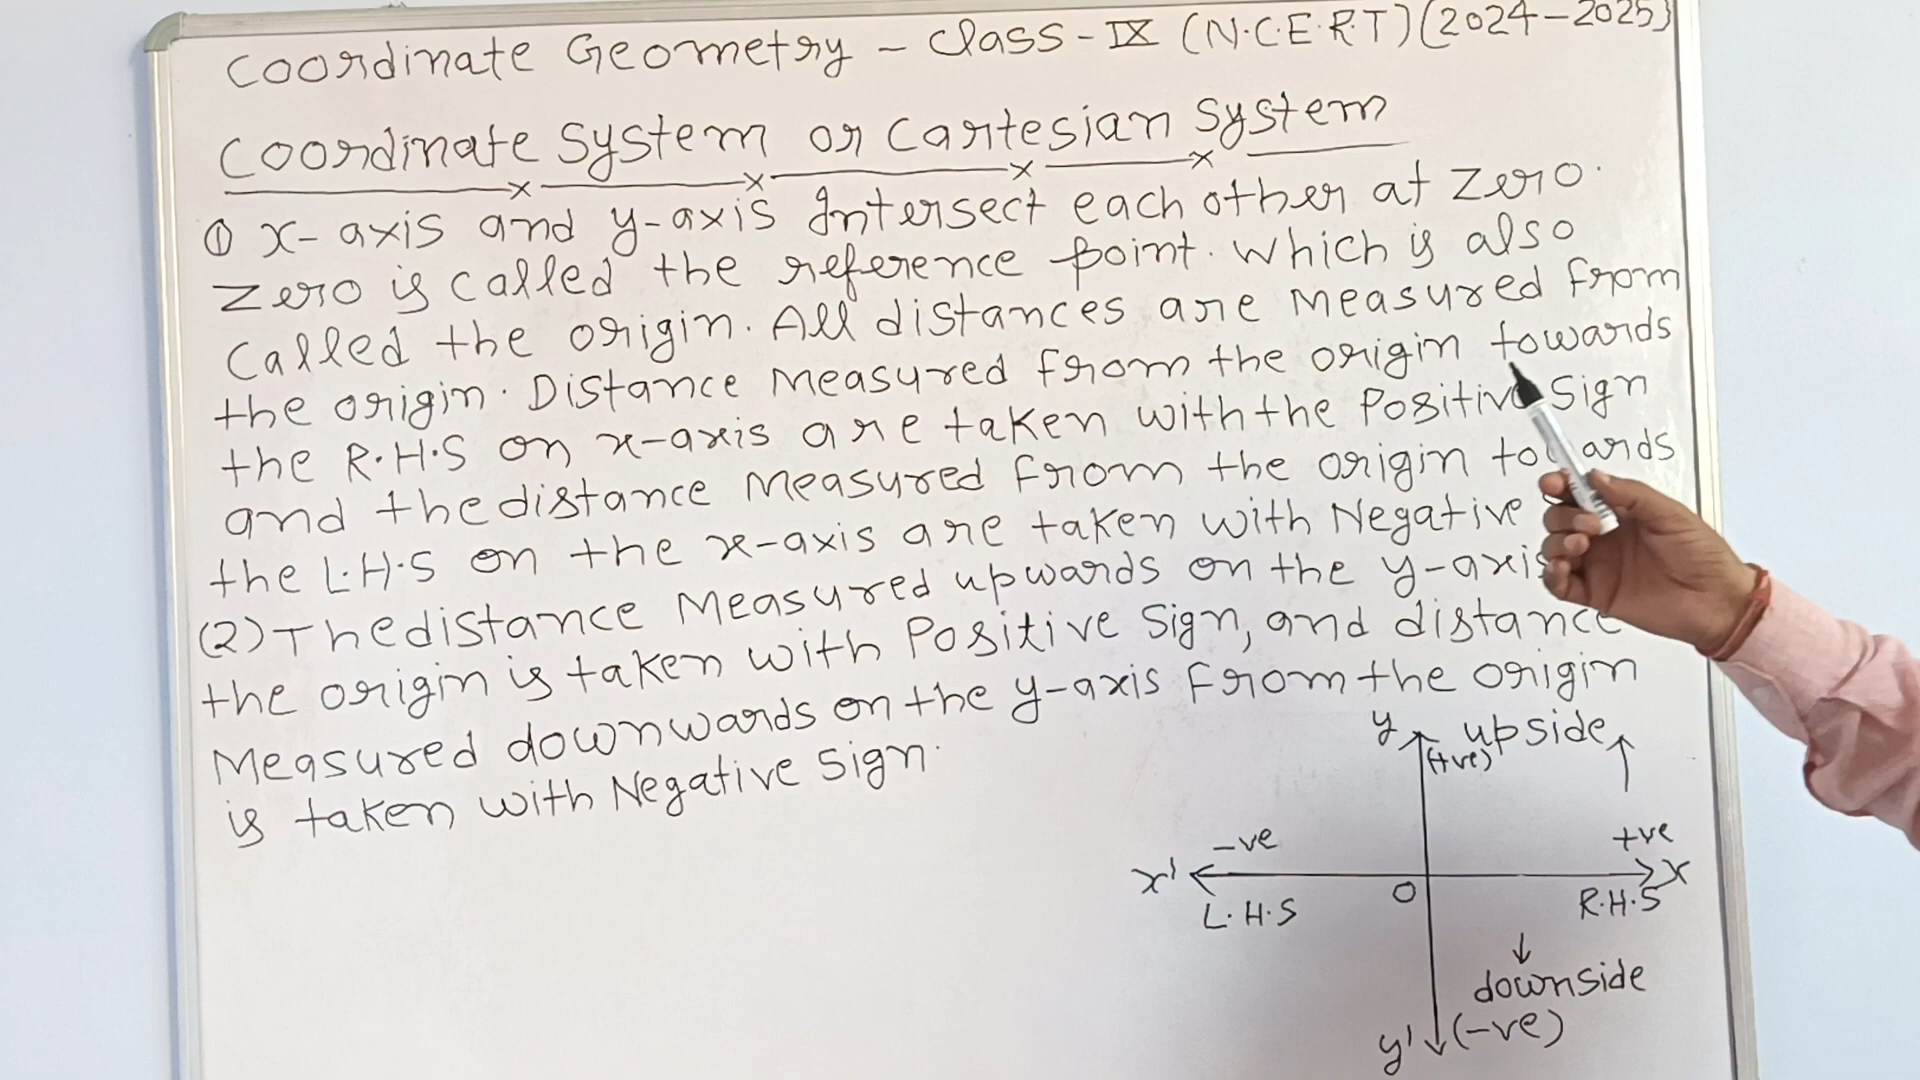 Coordinate Geometry - Class-IX (N.C.E.R.T)(2024-2025)
Coordinate System or Cartesian System
① x-axis and y-axis Intersect each other at zero.
Zero is called the reference point. Which is also
Called the origin. All distances are Measured from
the origin. Distance Measured from the origin towards
the R.H.S on x-axis are taken with the Positive Sign
and the distance Measured from the origin towards
the L.H.S on the x-axis are taken with Negative
(2) The distance Measured upwards on the y-axis
the origin is taken with Positive Sign, and distance
Measured downwards on the y-axis From the origin
is taken with Negative Sign.
y upside
(+ve)
-ve +ve
x' O x
L.H.S R.H.S
downside
y' (-ve)